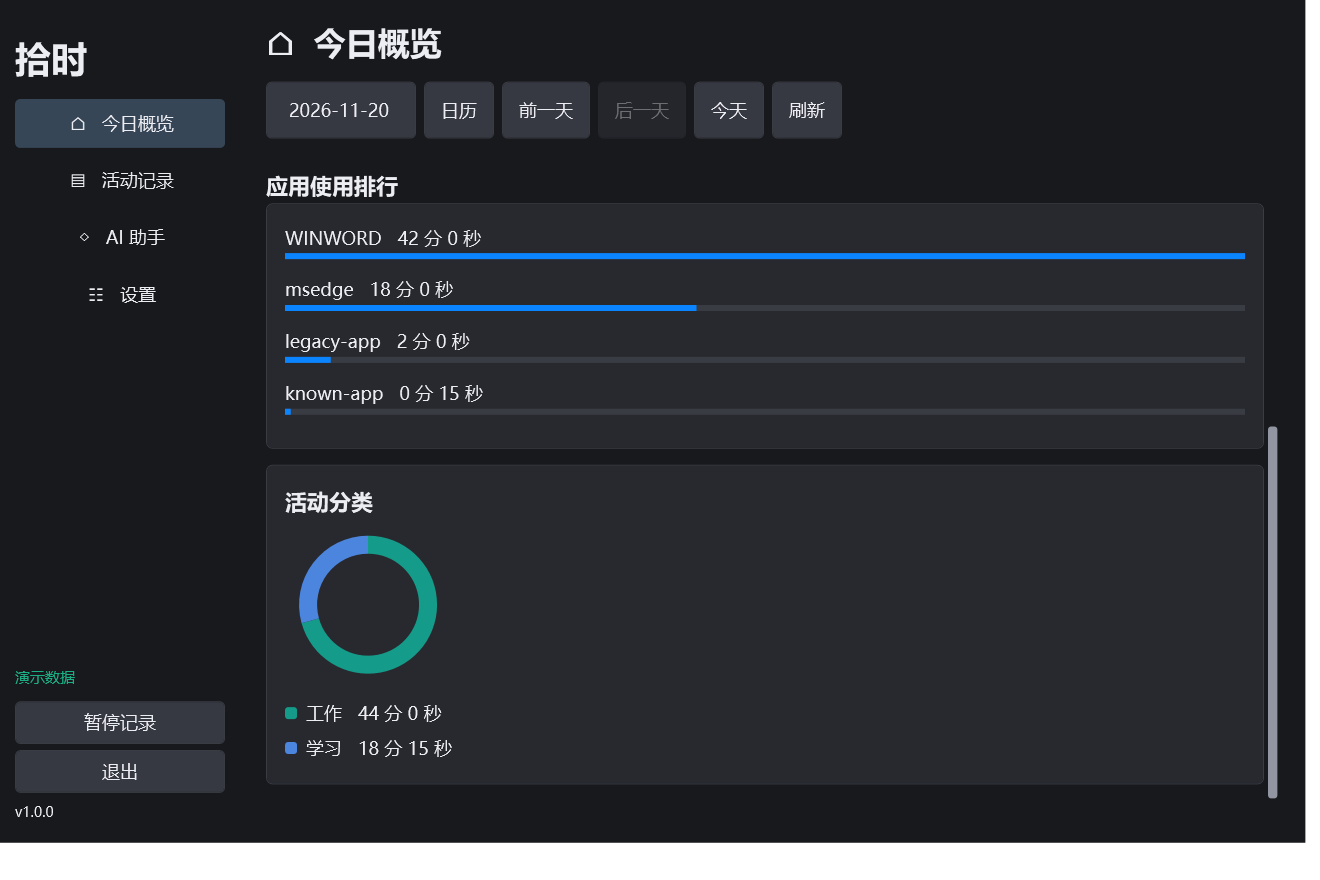 拾时
今日概览
活动记录
AI 助手
设置
演示数据
暂停记录
退出
v1.0.0
今日概览
2026-11-20 日历 前一天 后一天 今天 刷新
应用使用排行
WINWORD 42 分 0 秒
msedge 18 分 0 秒
legacy-app 2 分 0 秒
known-app 0 分 15 秒
活动分类
工作 44 分 0 秒
学习 18 分 15 秒